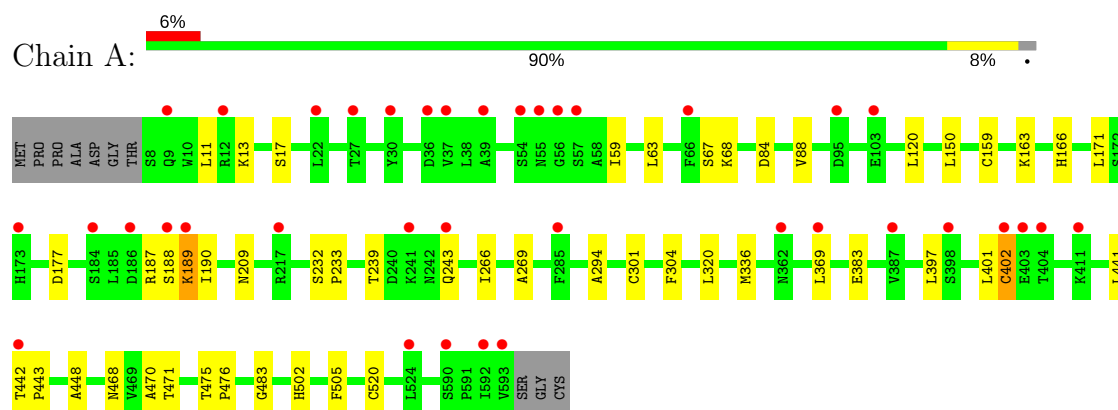 6%
Chain A:
90% 8% •
MET PRO PRO ALA ASP GLY THR S8 Q9 W10 L11 R12 K13 S17 L22 T27 Y30 D36 V37 L38 A39 S54 N55 G56 S57 A58 I59 L63 F66 S67 K68 D84 V88 D95 E103 L120 L150 C159 K163 H166 L171 S172
H173 D177 S184 L185 D186 R187 S188 K189 I190 N209 R217 S232 P233 T239 D240 K241 N242 Q243 I266 A269 F285 A294 C301 F304 L320 M336 N362 L369 E383 V387 L397 S398 L401 C402 E403 T404 K411 L441
T442 P443 A448 N468 V469 A470 T471 T475 P476 G483 H502 F505 C520 L524 S590 P591 I592 V593 SER GLY CYS